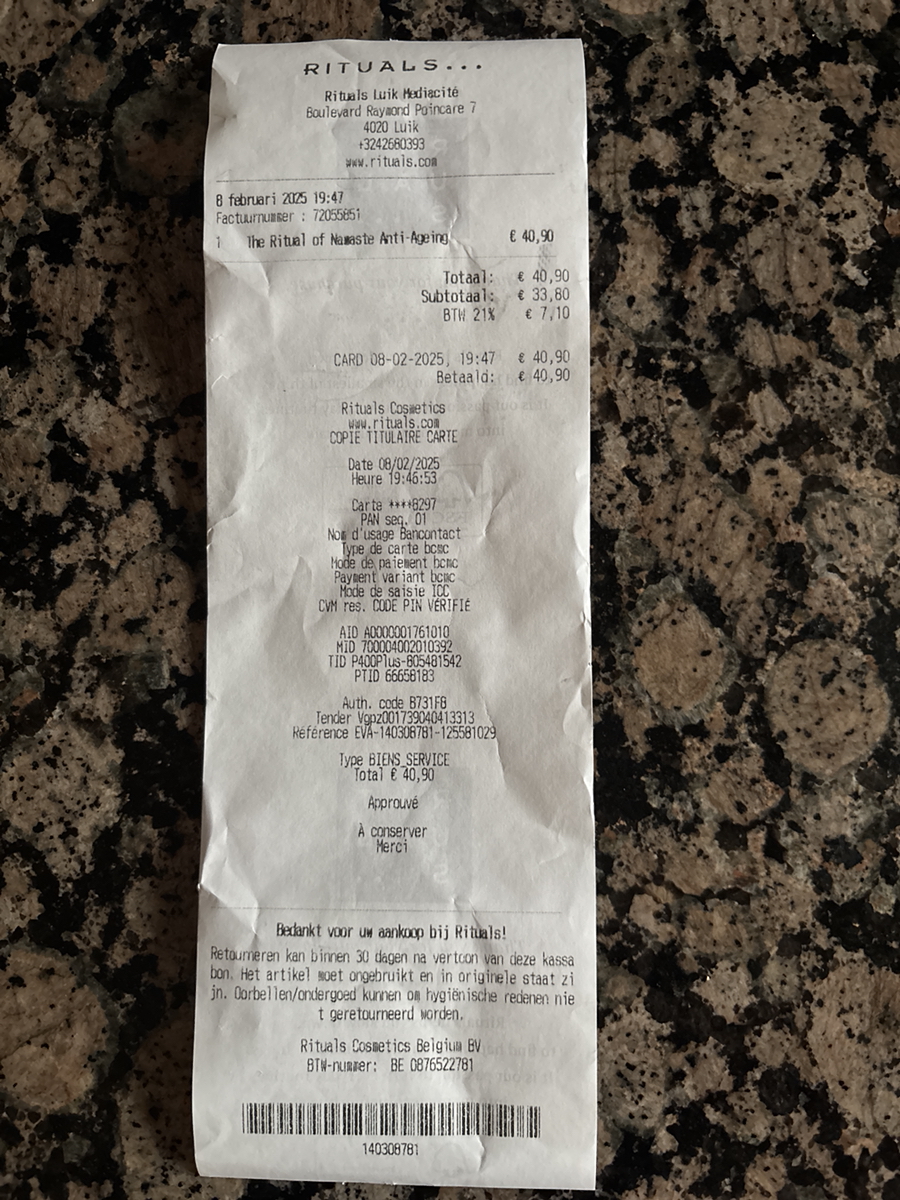 RITUALS...
Rituals Luik Mediacité
Boulevard Raymond Poincare 7
4020 Luik
+3242680393
www.rituals.com
8 februari 2025 19:47
Factuurnummer : 72055851
1 The Ritual of Namaste Anti-Ageing € 40,90
Totaal: € 40,90
Subtotaal: € 33,80
BTW 21% € 7,10
CARD 08-02-2025, 19:47 € 40,90
Betaald: € 40,90
Rituals Cosmetics
www.rituals.com
COPIE TITULAIRE CARTE
Date 08/02/2025
Heure 19:46:53
Carte ****8297
PAN seq. 01
Nom d'usage Bancontact
Type de carte bcmc
Mode de paiement bcmc
Payment variant bcmc
Mode de saisie ICC
CVM res. CODE PIN VÉRIFIÉ
AID A0000001761010
MID 700004002010392
TID P400Plus-805481542
PTID 66658183
Auth. code B731F8
Tender Vgpz001739040413313
Référence EVA-140308781-125581029
Type BIENS_SERVICE
Total € 40,90
Approuvé
À conserver
Merci
Bedankt voor uw aankoop bij Rituals!
Retourneren kan binnen 30 dagen na vertoon van deze kassa
bon. Het artikel moet ongebruikt en in originele staat zi
jn. Oorbellen/ondergoed kunnen om hygiënische redenen nie
t geretourneerd worden.
Rituals Cosmetics Belgium BV
BTW-nummer: BE 0876522781
140308781